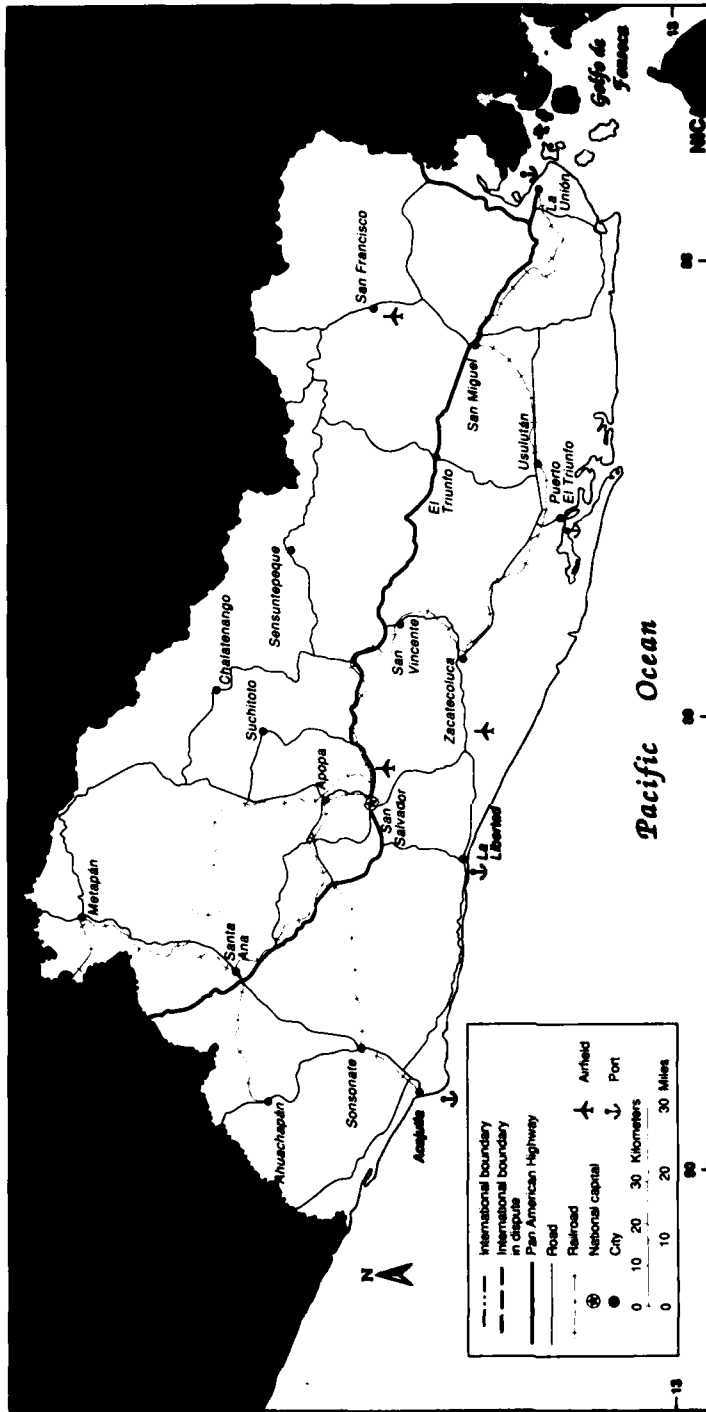 Metapán
Chalatenango
Suchitoto
Sensuntepeque
San Francisco
Santa
Ana
Ahuachapán
Apopa
San
Salvador
Sonsonate
Acajutla
La
Libertad
San
Vincente
Zacatecoluca
El
Triunfo
San Miguel
Usulután
Puerto
El Triunfo
La
Unión
Golfo de
Fonseca
NICA
Pacific Ocean
N
International boundary
International boundary
in dispute
Pan American Highway
Road
Railroad
National capital
City
Airfield
Port
0 10 20 30 Kilometers
0 10 20 30 Miles
13
13